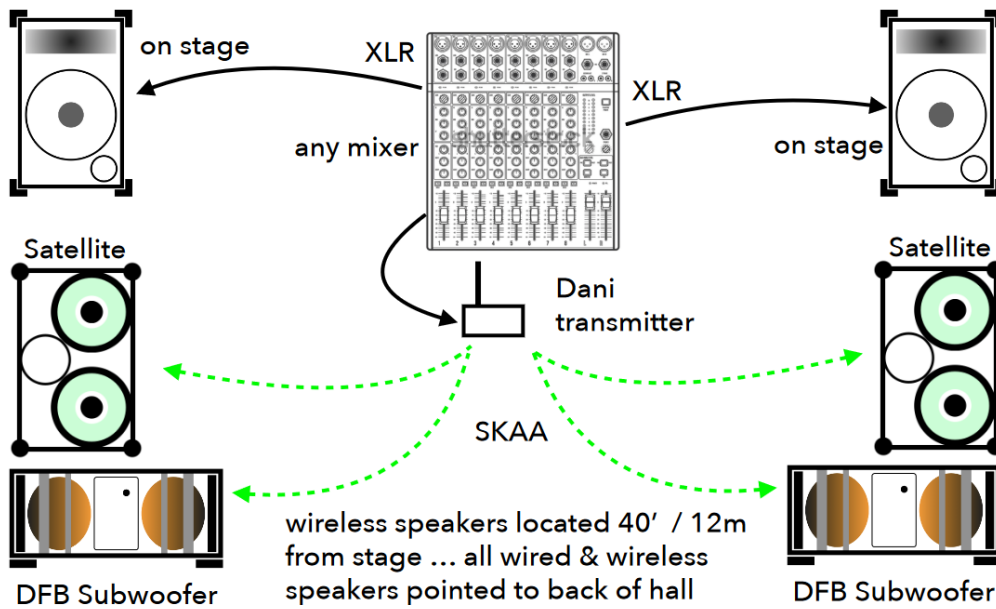 on stage
XLR
XLR
any mixer
on stage
Satellite
Satellite
Dani
transmitter
SKAA
wireless speakers located 40' / 12m
from stage ... all wired & wireless
speakers pointed to back of hall
DFB Subwoofer
DFB Subwoofer